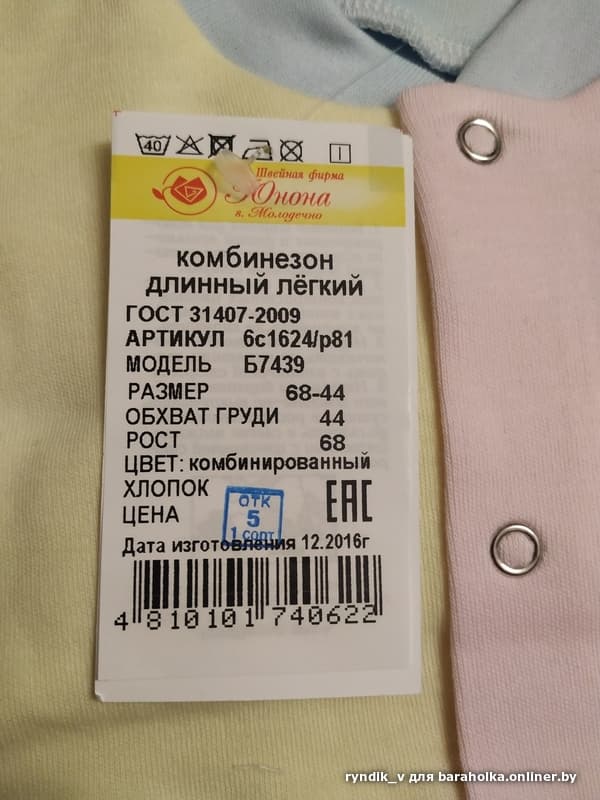 40
I
Швейная фирма
Юнона
г. Молодечно
комбинезон
длинный лёгкий
ГОСТ 31407-2009
АРТИКУЛ 6с1624/р81
МОДЕЛЬ Б7439
РАЗМЕР 68-44
ОБХВАТ ГРУДИ 44
РОСТ 68
ЦВЕТ: комбинированный
ХЛОПОК
ЦЕНА
ЕАС
ОТК
5
1 сорт
Дата изготовления 12.2016г
4 810101 740622
ryndik_v для baraholka.onliner.by